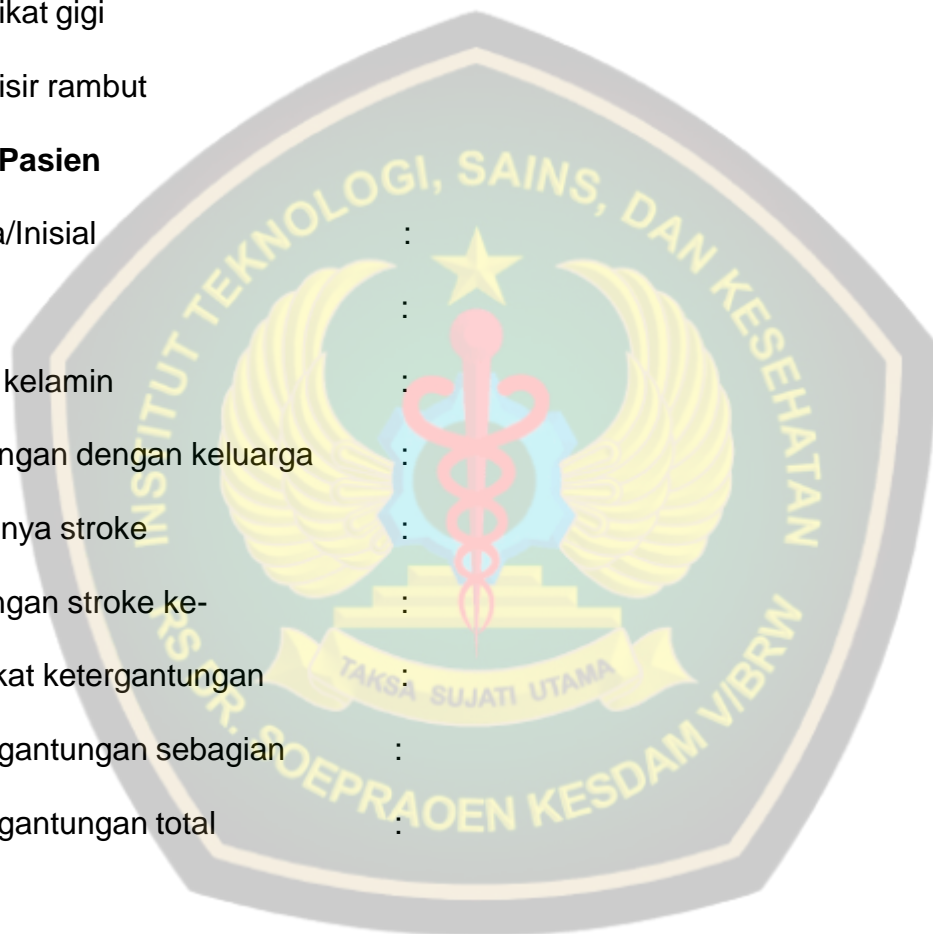 ikat gigi
isir rambut
Pasien
a/Inisial :
:
kelamin :
ngan dengan keluarga :
nya stroke :
ngan stroke ke- :
kat ketergantungan :
gantungan sebagian :
gantungan total :
INSTITUT TEKNOLOGI, SAINS, DAN KESEHATAN
TAKSA SUJATI UTAMA
RS DR. SOEPRAOEN KESDAM V/BRW